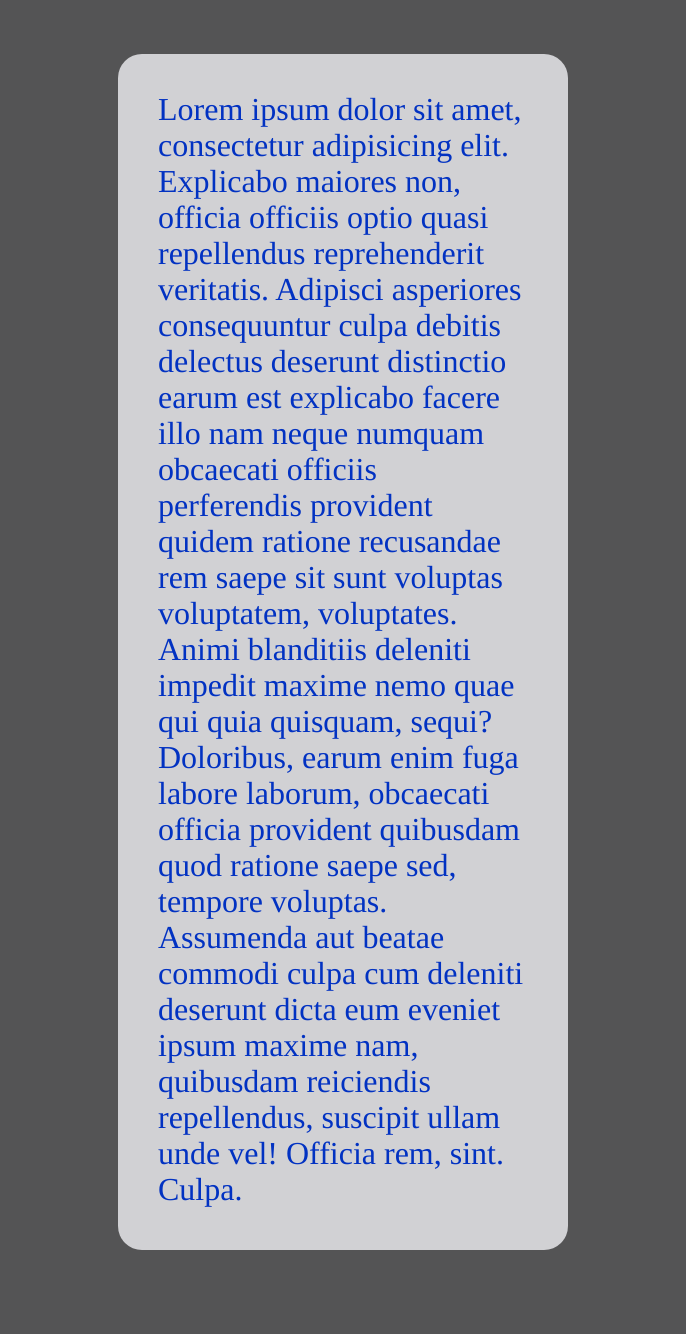 Lorem ipsum dolor sit amet,
consectetur adipisicing elit.
Explicabo maiores non,
officia officiis optio quasi
repellendus reprehenderit
veritatis. Adipisci asperiores
consequuntur culpa debitis
delectus deserunt distinctio
earum est explicabo facere
illo nam neque numquam
obcaecati officiis
perferendis provident
quidem ratione recusandae
rem saepe sit sunt voluptas
voluptatem, voluptates.
Animi blanditiis deleniti
impedit maxime nemo quae
qui quia quisquam, sequi?
Doloribus, earum enim fuga
labore laborum, obcaecati
officia provident quibusdam
quod ratione saepe sed,
tempore voluptas.
Assumenda aut beatae
commodi culpa cum deleniti
deserunt dicta eum eveniet
ipsum maxime nam,
quibusdam reiciendis
repellendus, suscipit ullam
unde vel! Officia rem, sint.
Culpa.